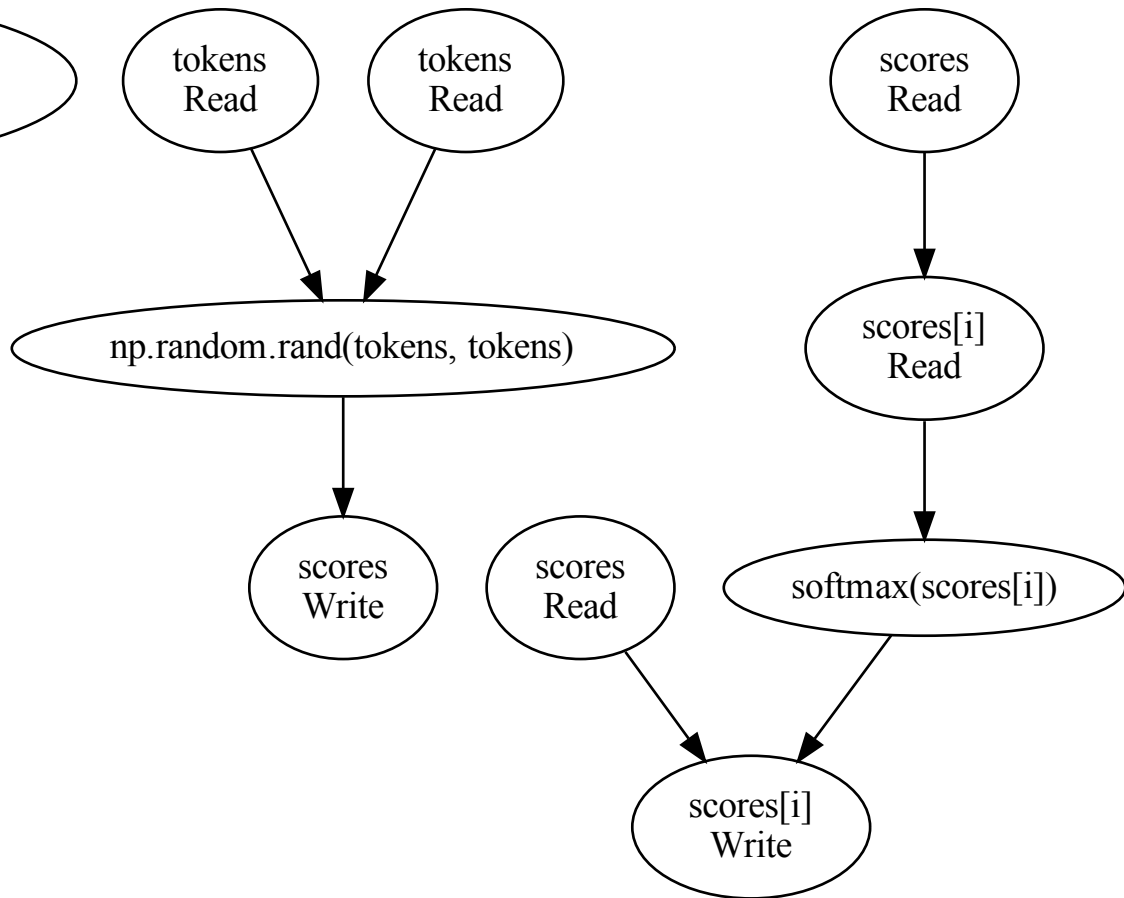 tokens
Read
tokens
Read
scores
Read
np.random.rand(tokens, tokens)
scores[i]
Read
scores
Write
scores
Read
softmax(scores[i])
scores[i]
Write